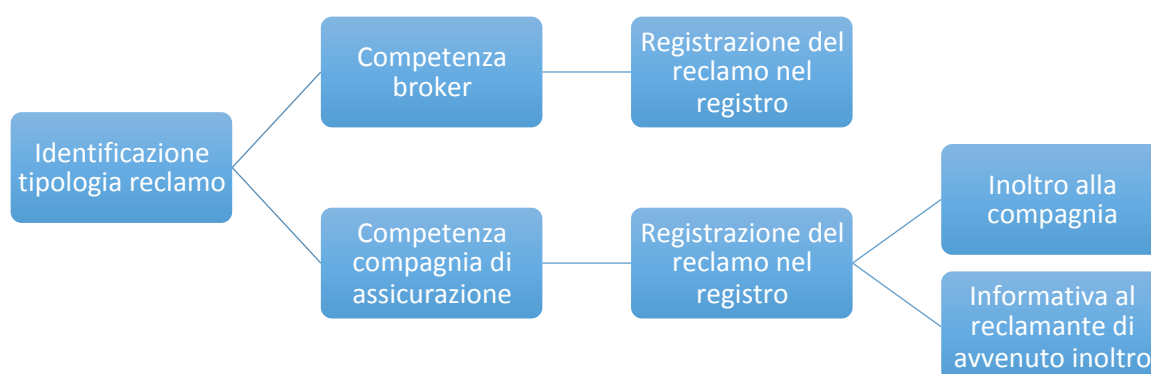 Identificazione
tipologia reclamo
Competenza
broker
Registrazione del
reclamo nel
registro
Competenza
compagnia di
assicurazione
Registrazione del
reclamo nel
registro
Inoltro alla
compagnia
Informativa al
reclamante di
avvenuto inoltro